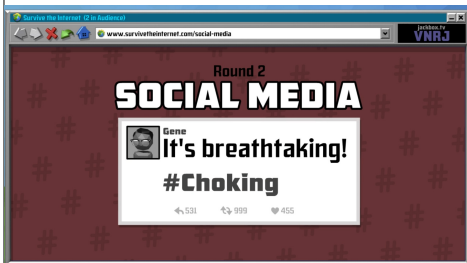 Survive the Internet (2 in Audience)
www.survivetheinternet.com/social-media
jackbox.tv
VNRJ
Round 2
SOCIAL MEDIA
Gene
It's breathtaking!
#Choking
531 999 455